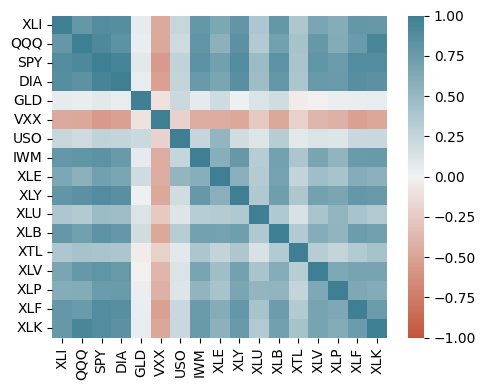 XLI
QQQ
SPY
DIA
GLD
VXX
USO
IWM
XLE
XLY
XLU
XLB
XTL
XLV
XLP
XLF
XLK
XLI QQQ SPY DIA GLD VXX USO IWM XLE XLY XLU XLB XTL XLV XLP XLF XLK
1.00
0.75
0.50
0.25
0.00
−0.25
−0.50
−0.75
−1.00